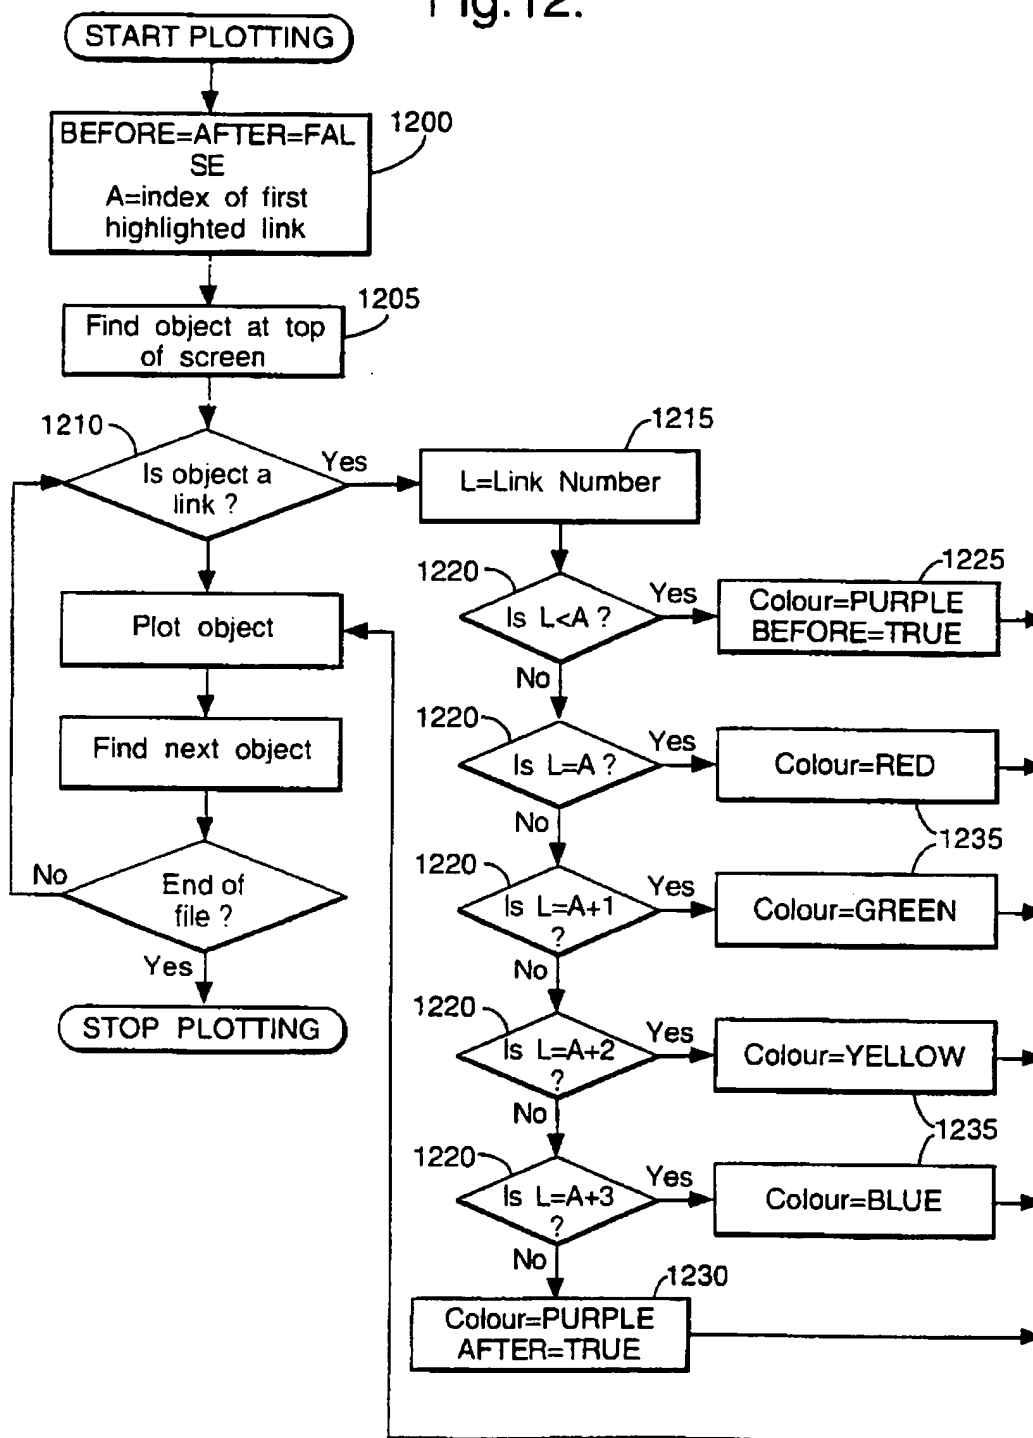 Fig.12.
START PLOTTING
BEFORE=AFTER=FAL
SE
A=index of first
highlighted link
1200
Find object at top
of screen
1205
1210
Is object a
link ?
Yes
L=Link Number
1215
Plot object
Find next object
End of
file ?
No
Yes
STOP PLOTTING
1220
Is L<A ?
Yes
No
Colour=PURPLE
BEFORE=TRUE
1225
1220
Is L=A ?
Yes
No
Colour=RED
1235
1220
Is L=A+1
?
Yes
No
Colour=GREEN
1220
Is L=A+2
?
Yes
No
Colour=YELLOW
1235
1220
Is L=A+3
?
Yes
No
Colour=BLUE
1230
Colour=PURPLE
AFTER=TRUE